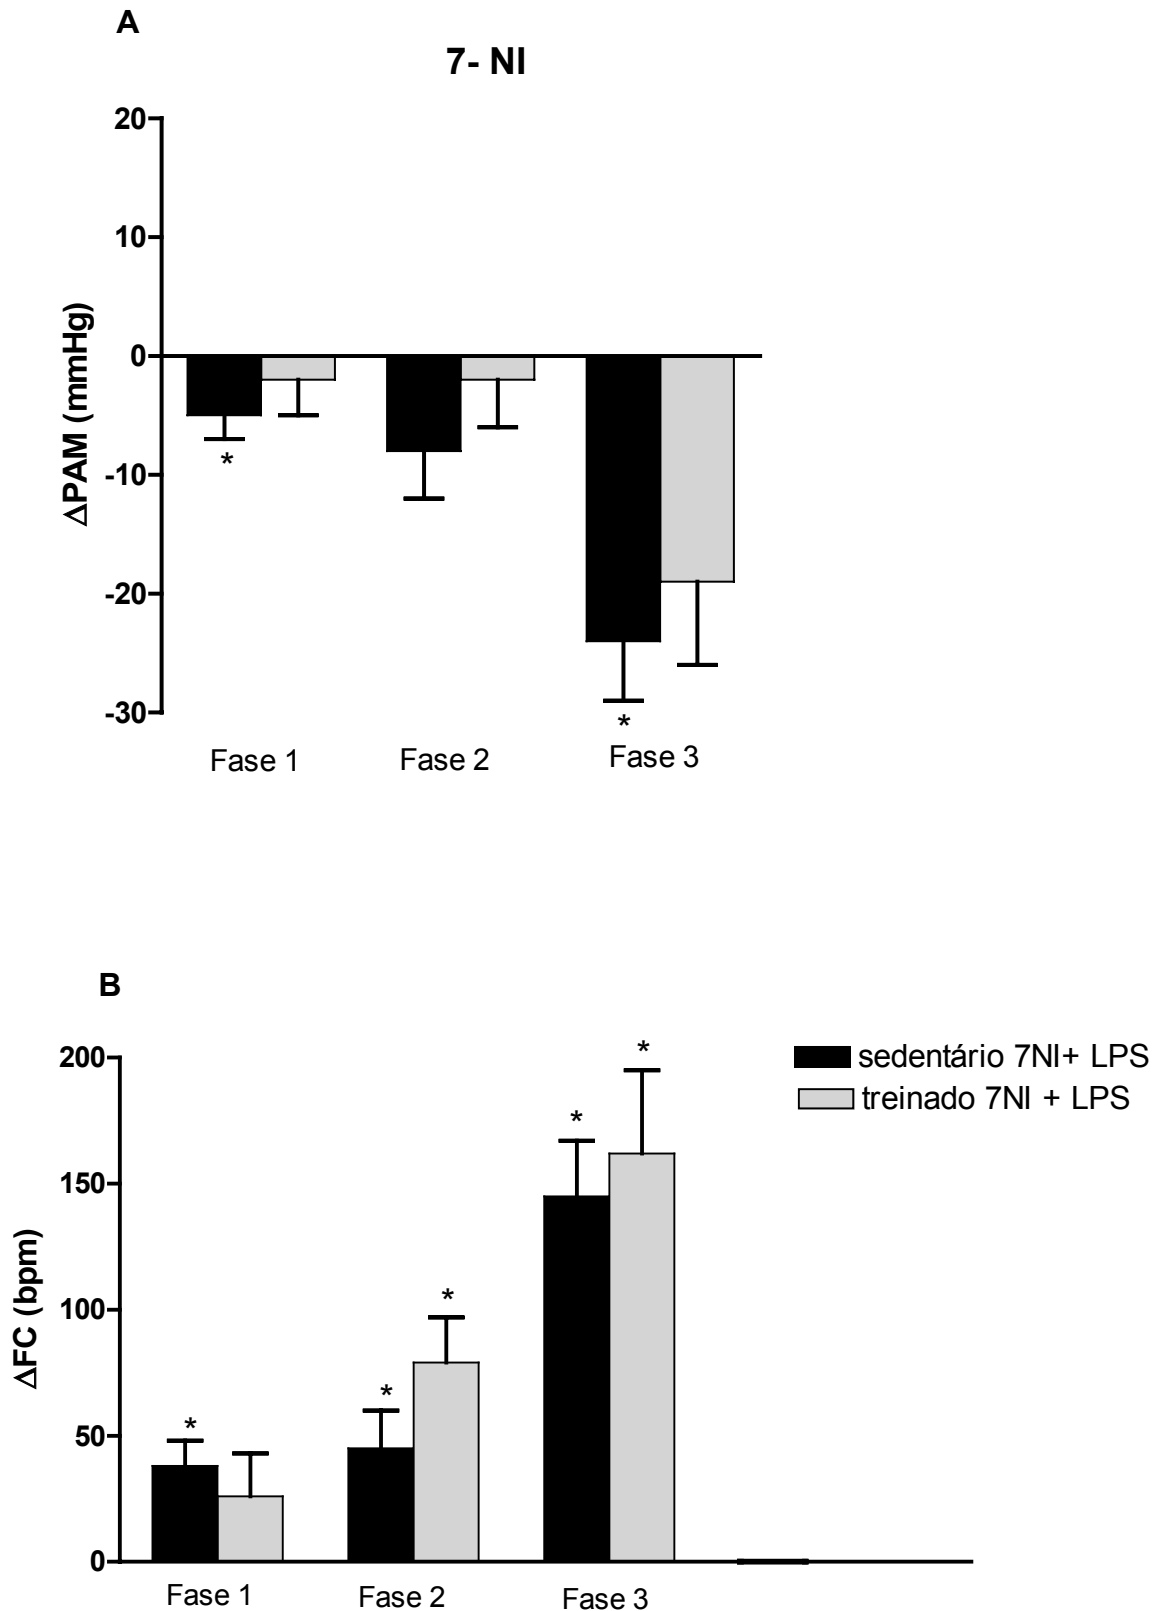 A
7- NI
20
10
0
-10
-20
-30
ΔPAM (mmHg)
*
*
Fase 1 Fase 2 Fase 3
B
200
150
100
50
0
ΔFC (bpm)
*
*
*
*
*
sedentário 7NI+ LPS
treinado 7NI + LPS
Fase 1 Fase 2 Fase 3